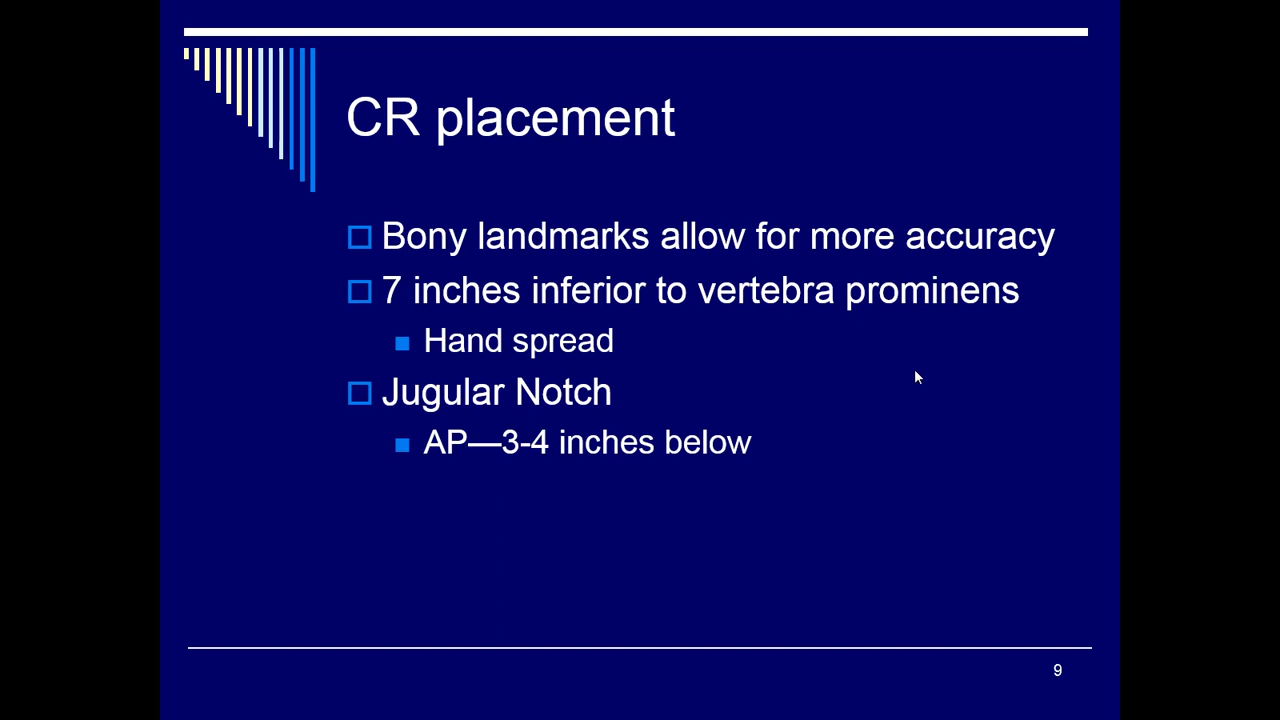 CR placement
Bony landmarks allow for more accuracy
7 inches inferior to vertebra prominens
Hand spread
Jugular Notch
AP—3-4 inches below
9